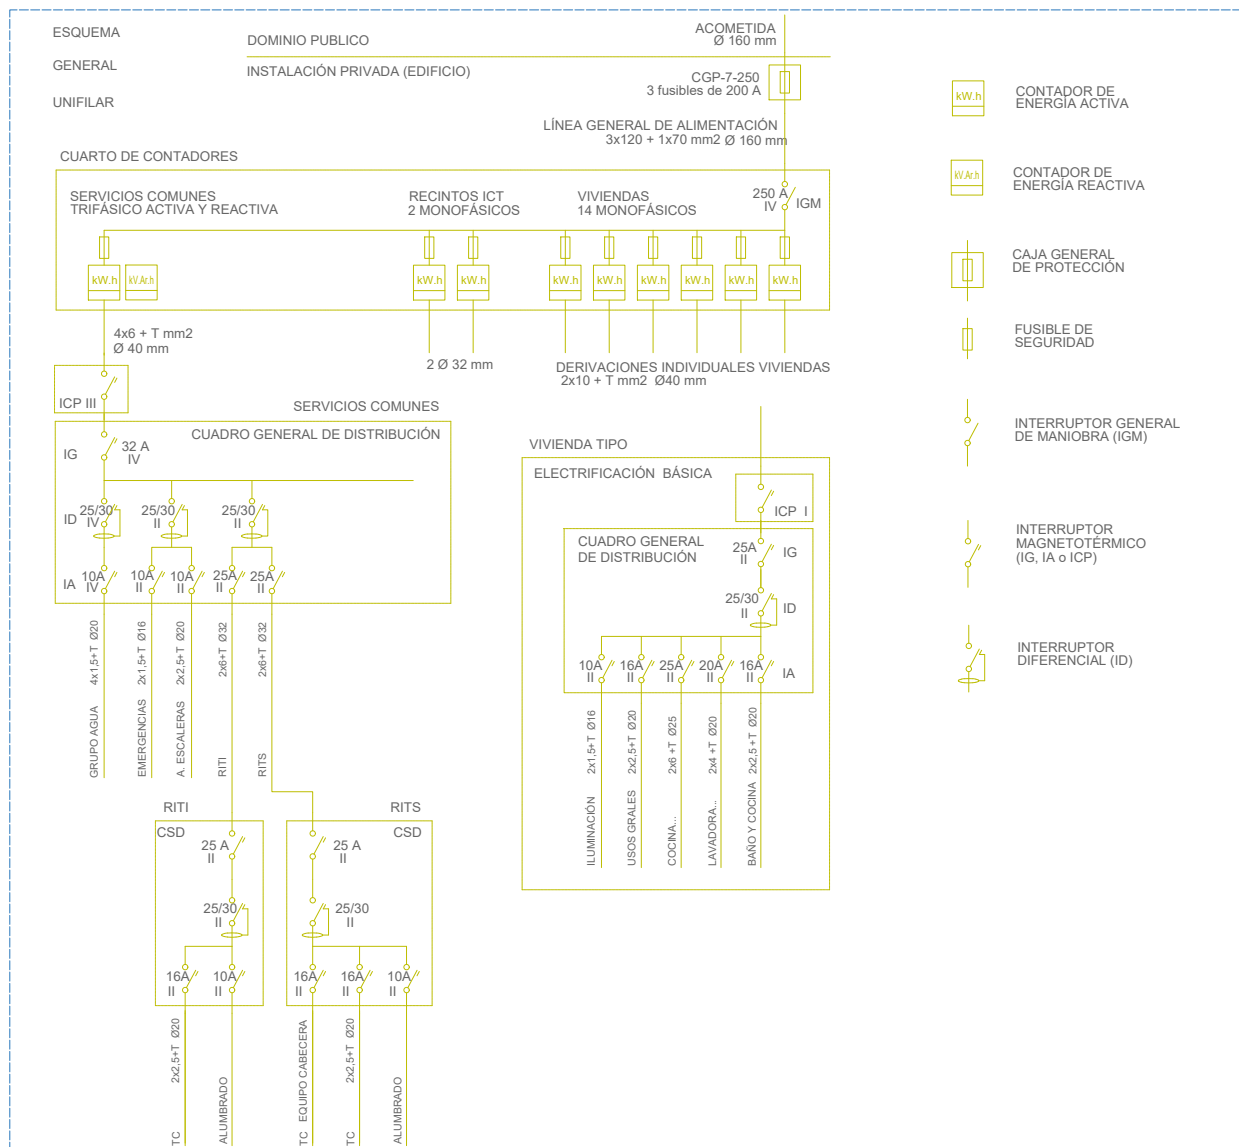 ESQUEMA
GENERAL
UNIFILAR
DOMINIO PUBLICO
INSTALACIÓN PRIVADA (EDIFICIO)
ACOMETIDA
Ø 160 mm
CGP-7-250
3 fusibles de 200 A
LÍNEA GENERAL DE ALIMENTACIÓN
3x120 + 1x70 mm2 Ø 160 mm
CUARTO DE CONTADORES
SERVICIOS COMUNES
TRIFÁSICO ACTIVA Y REACTIVA
RECINTOS ICT
2 MONOFÁSICOS
VIVIENDAS
14 MONOFÁSICOS
250 A
IV
IGM
kW.h
kV.Ar.h
kW.h
kW.h
kW.h
kW.h
kW.h
kW.h
kW.h
kW.h
4x6 + T mm2
Ø 40 mm
2 Ø 32 mm
DERIVACIONES INDIVIDUALES VIVIENDAS
2x10 + T mm2 Ø40 mm
ICP III
SERVICIOS COMUNES
CUADRO GENERAL DE DISTRIBUCIÓN
IG
32 A
IV
ID
25/30
IV
25/30
II
25/30
II
IA
10A
IV
10A
II
10A
II
25A
II
25A
II
GRUPO AGUA 4x1,5+T Ø20
EMERGENCIAS 2x1,5+T Ø16
A. ESCALERAS 2x2,5+T Ø20
RITI 2x6+T Ø32
RITS 2x6+T Ø32
RITI
CSD
25 A
II
25/30
II
16A
II
10A
II
TC 2x2,5+T Ø20
ALUMBRADO
RITS
CSD
25 A
II
25/30
II
16A
II
16A
II
10A
II
TC EQUIPO CABECERA
TC 2x2,5+T Ø20
ALUMBRADO
VIVIENDA TIPO
ELECTRIFICACIÓN BÁSICA
ICP I
CUADRO GENERAL
DE DISTRIBUCIÓN
25A
II
IG
25/30
II
ID
10A
II
16A
II
25A
II
20A
II
16A
II
IA
ILUMINACIÓN 2x1,5+T Ø16
USOS GRALES 2x2,5+T Ø20
COCINA... 2x6 +T Ø25
LAVADORA... 2x4 +T Ø20
BAÑO Y COCINA 2x2,5 +T Ø20
kW.h
CONTADOR DE
ENERGÍA ACTIVA
kV.Ar.h
CONTADOR DE
ENERGÍA REACTIVA
CAJA GENERAL
DE PROTECCIÓN
FUSIBLE DE
SEGURIDAD
INTERRUPTOR GENERAL
DE MANIOBRA (IGM)
INTERRUPTOR
MAGNETOTÉRMICO
(IG, IA o ICP)
INTERRUPTOR
DIFERENCIAL (ID)